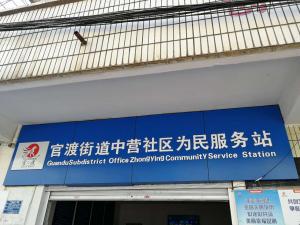 官渡街道中营社区为民服务站
Guandu Subdistrict Office ZhongYing Community Service Station